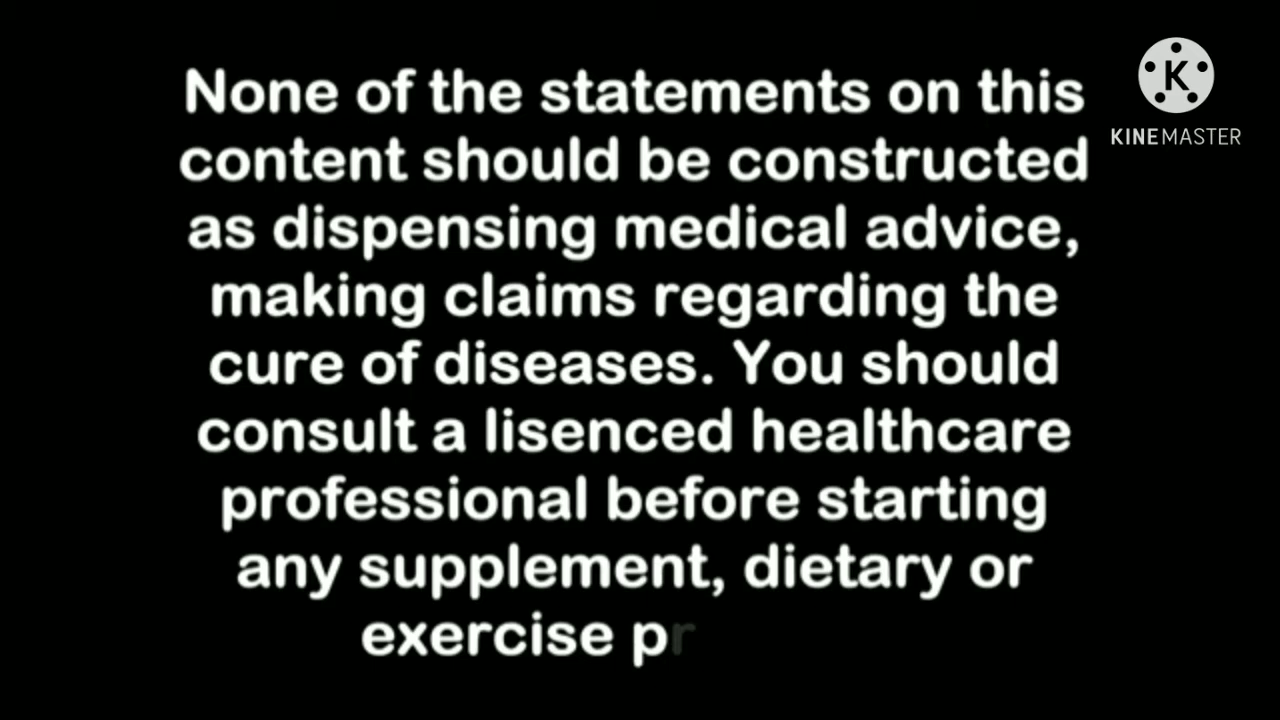 None of the statements on this
content should be constructed
as dispensing medical advice,
making claims regarding the
cure of diseases. You should
consult a lisenced healthcare
professional before starting
any supplement, dietary or
exercise pr
K
KINEMASTER